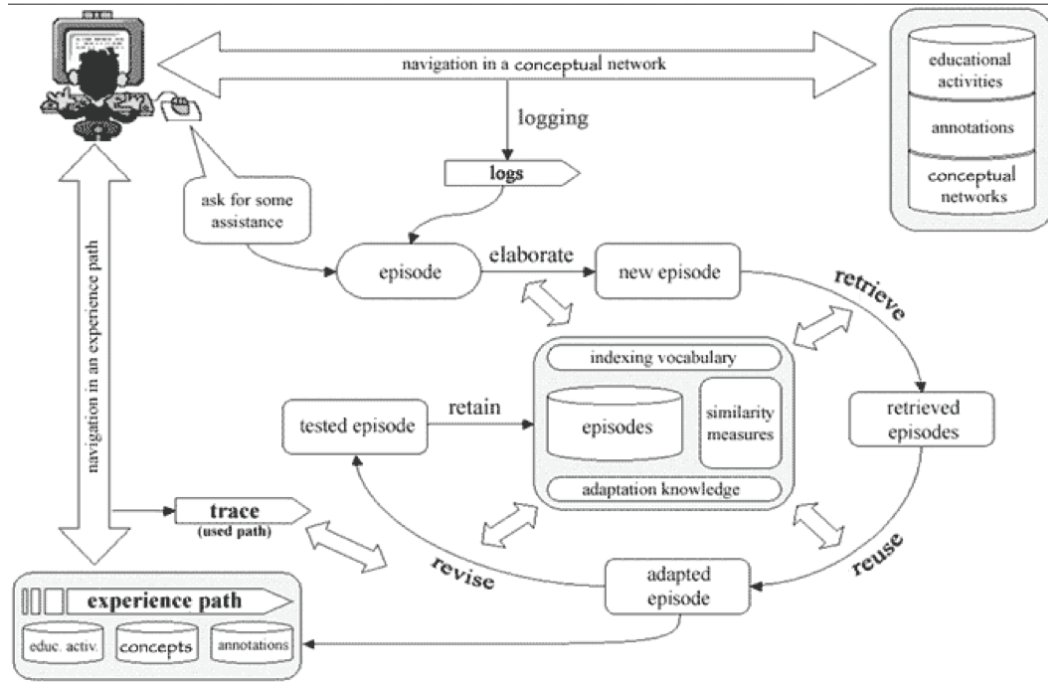 navigation in a conceptual network
educational
activities
annotations
conceptual
networks
logging
logs
ask for some
assistance
episode
elaborate
new episode
retrieve
navigation in an experience path
indexing vocabulary
episodes
similarity
measures
adaptation knowledge
tested episode
retain
retrieved
episodes
trace
(used path)
revise
reuse
adapted
episode
experience path
educ. activ.
concepts
annotations